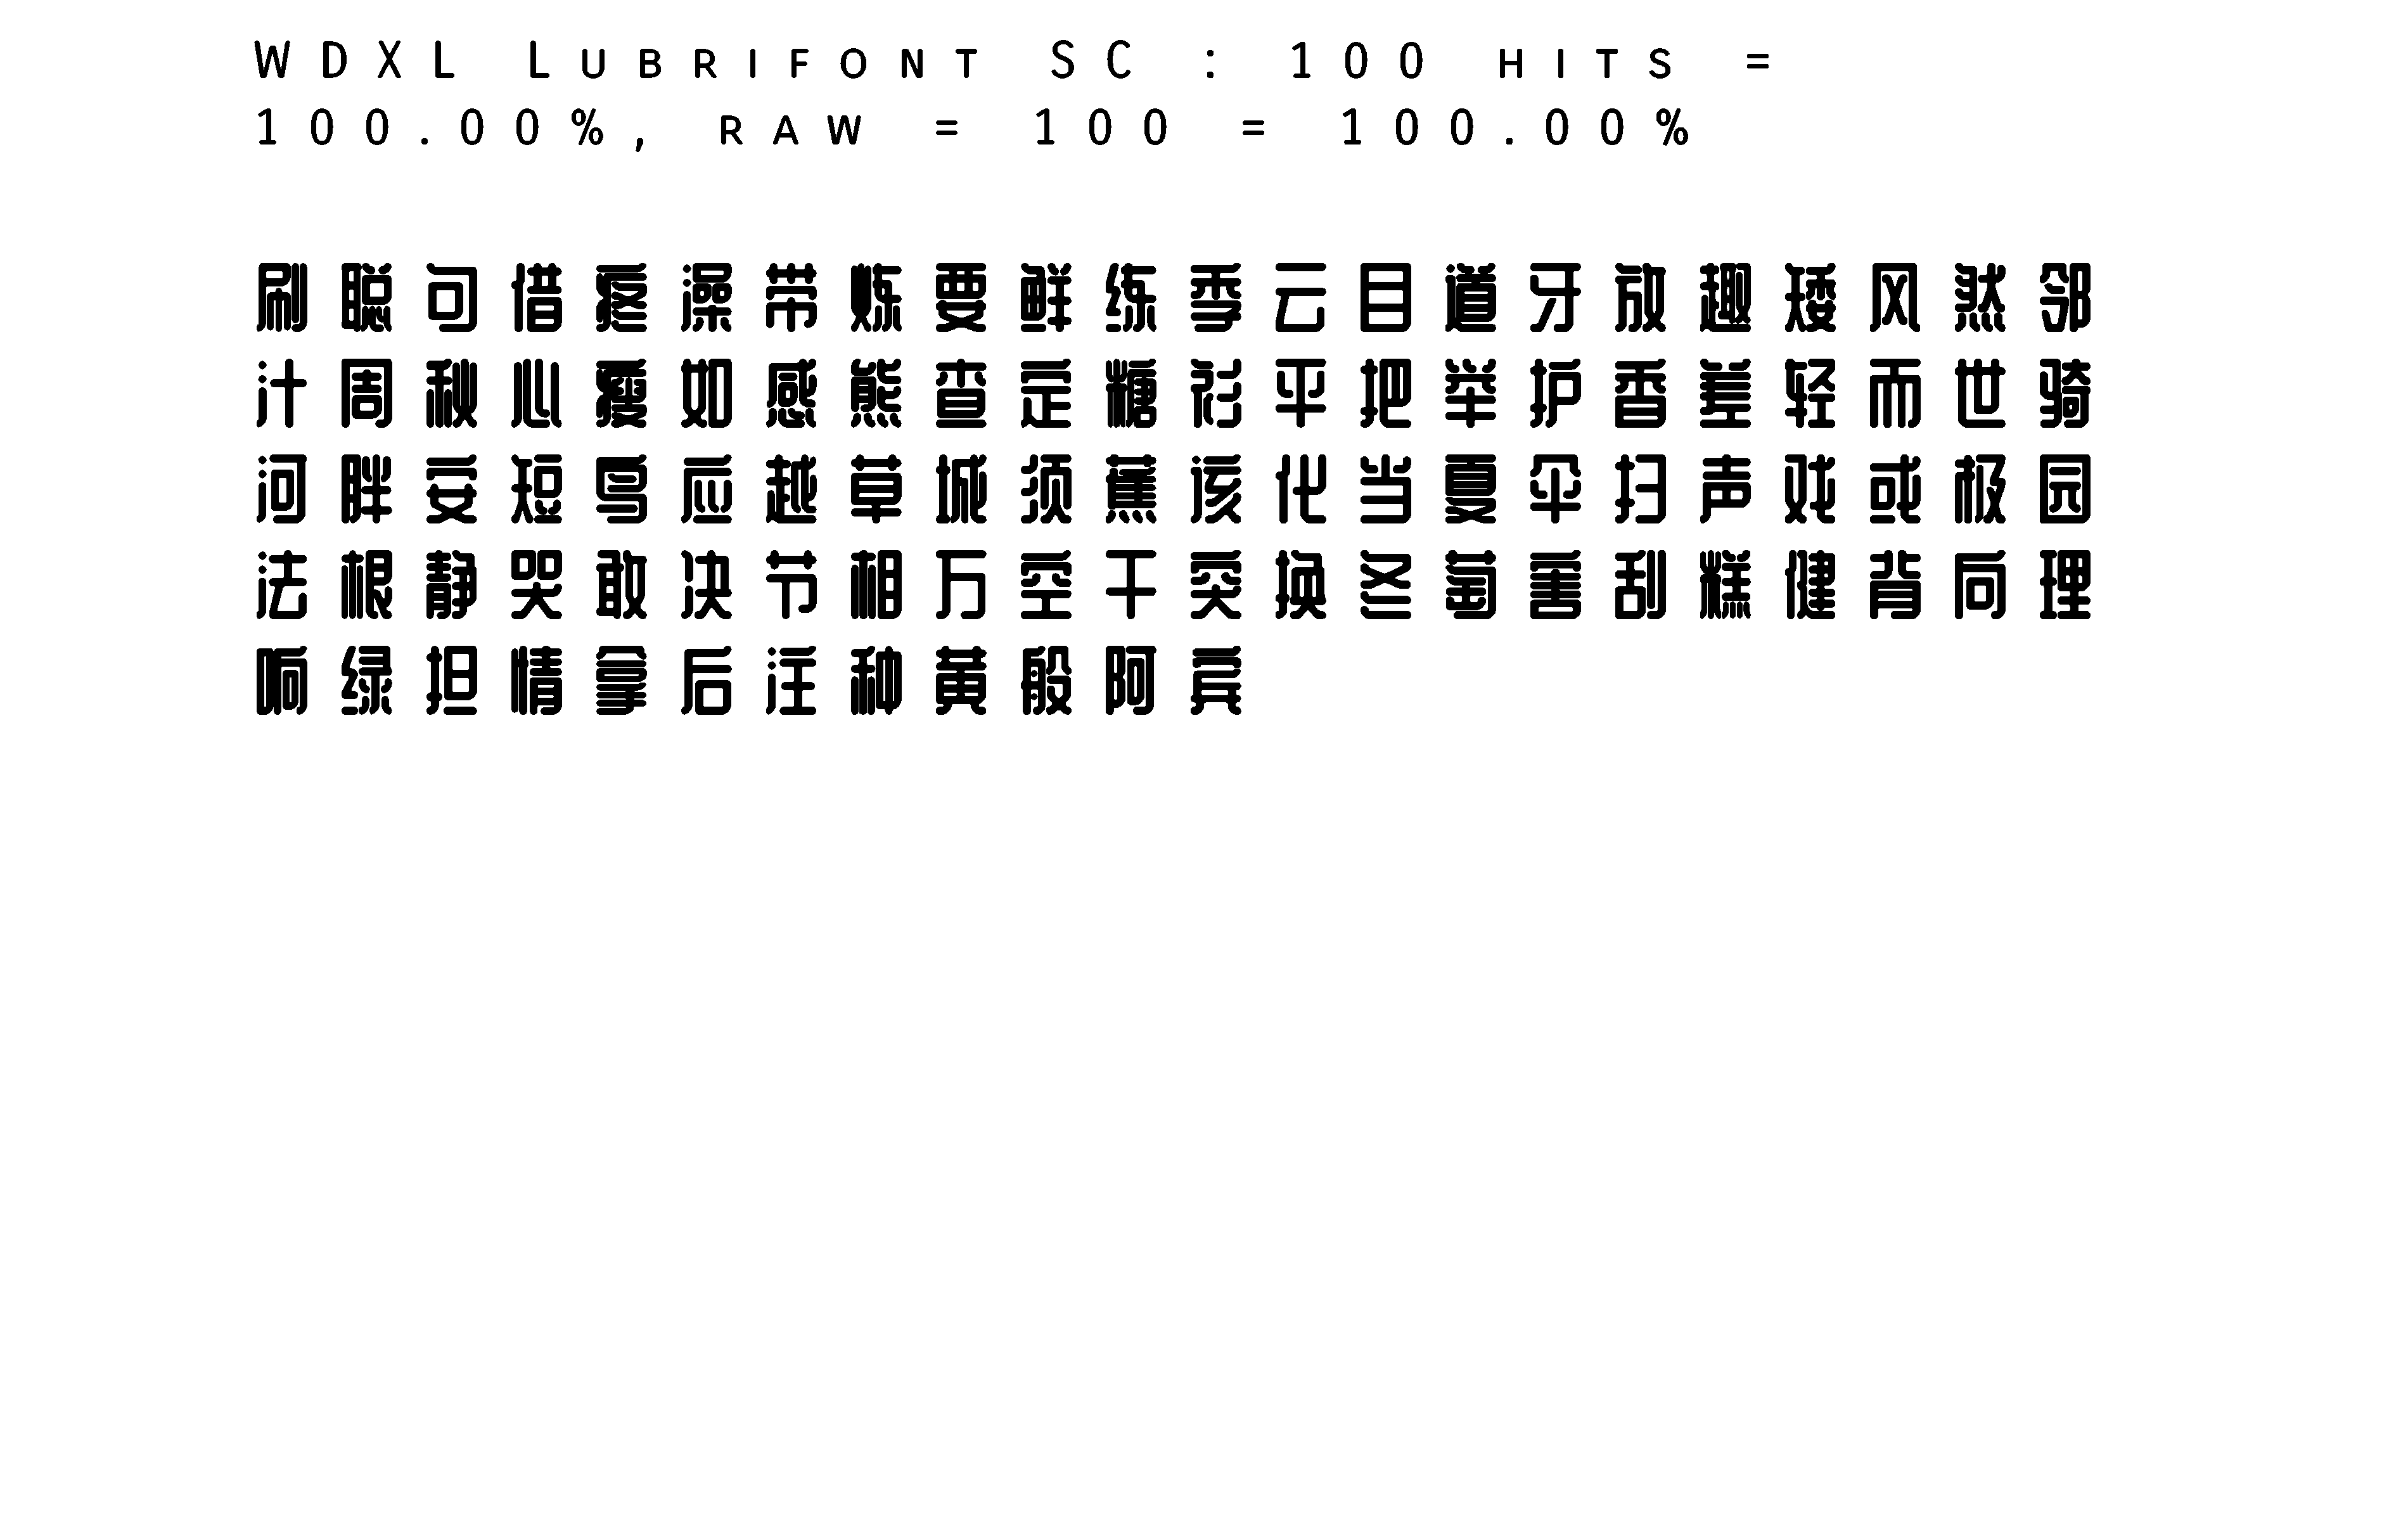 WDXL Lubrifont SC : 100 hits =
100.00%, raw = 100 = 100.00%
刷聪句借疼澡带炼要鲜练季云目道牙放趣矮风然邻
计周秋心瘦如感熊查定糖衫平把举护香差轻而世骑
河胖安短鸟应越草城须蕉该化当夏伞扫声戏或极园
法根静哭敢决节相万空干突换冬萄害刮糕健背向理
响绿担情拿后注种黄般阿宾